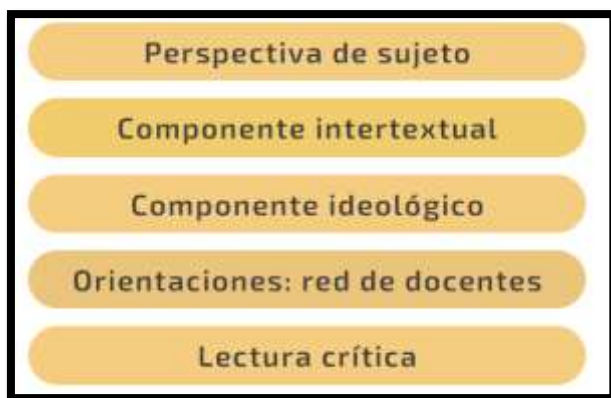 Perspectiva de sujeto
Componente intertextual
Componente ideológico
Orientaciones: red de docentes
Lectura crítica